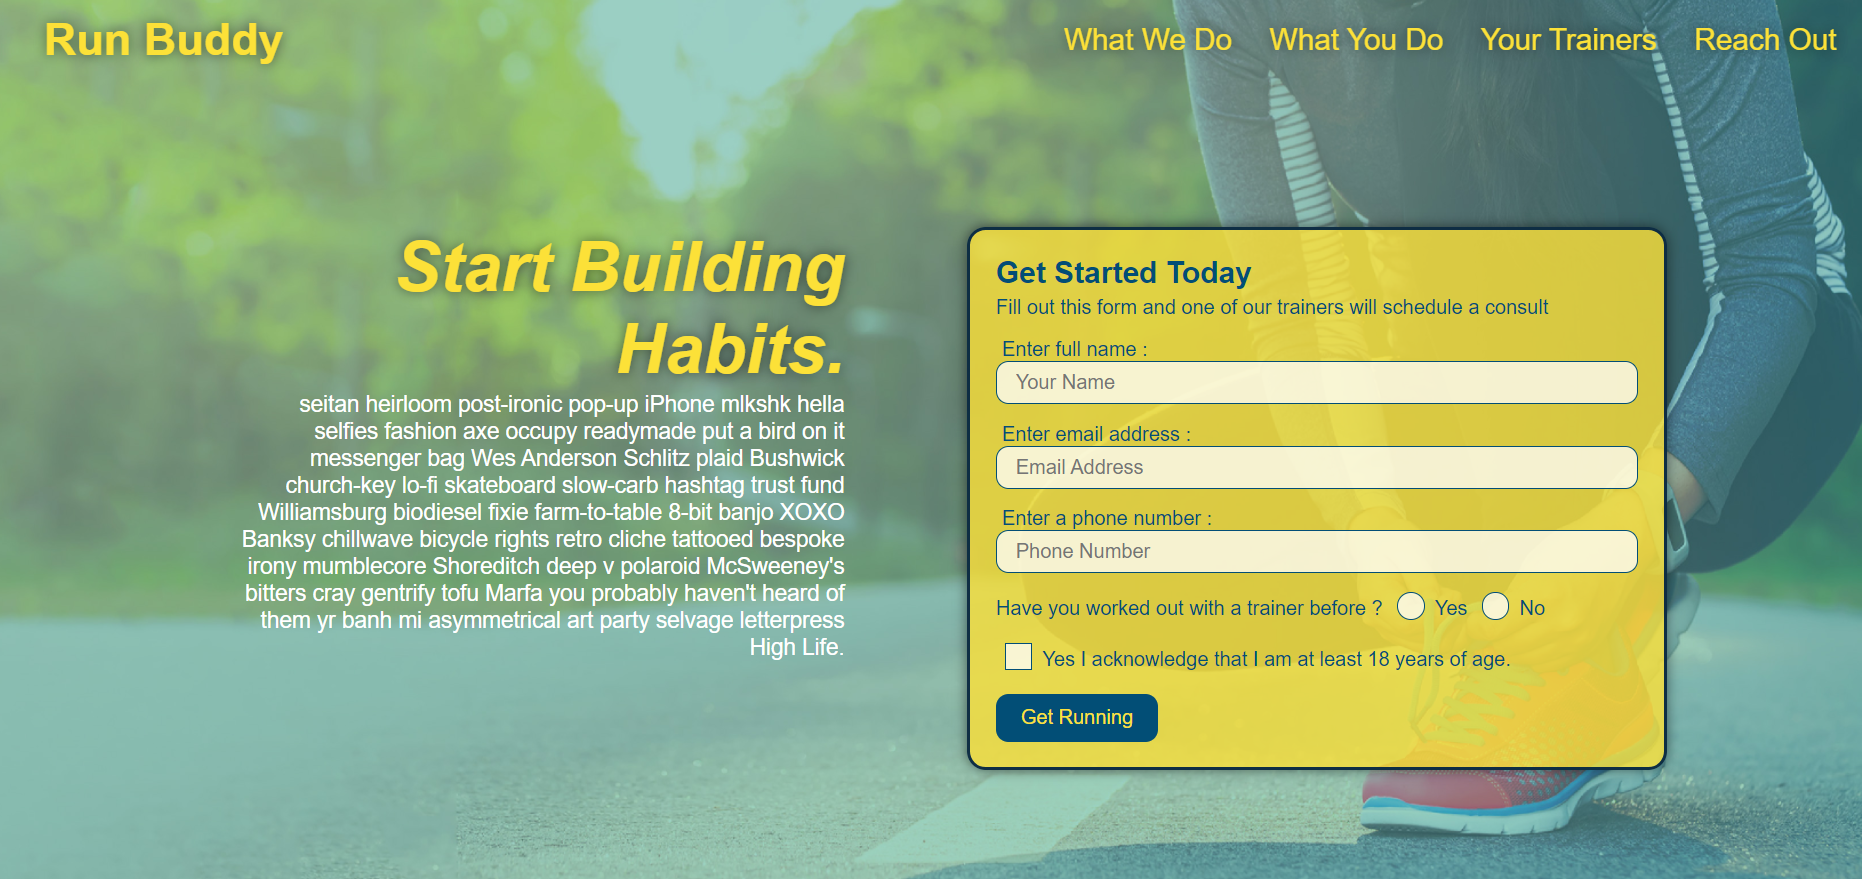 Run Buddy
What We Do
What You Do
Your Trainers
Reach Out
Start Building
Habits.
seitan heirloom post-ironic pop-up iPhone mlkshk hella
selfies fashion axe occupy readymade put a bird on it
messenger bag Wes Anderson Schlitz plaid Bushwick
church-key lo-fi skateboard slow-carb hashtag trust fund
Williamsburg biodiesel fixie farm-to-table 8-bit banjo XOXO
Banksy chillwave bicycle rights retro cliche tattooed bespoke
irony mumblecore Shoreditch deep v polaroid McSweeney's
bitters cray gentrify tofu Marfa you probably haven't heard of
them yr banh mi asymmetrical art party selvage letterpress
High Life.
Get Started Today
Fill out this form and one of our trainers will schedule a consult
Enter full name :
Your Name
Enter email address :
Email Address
Enter a phone number :
Phone Number
Have you worked out with a trainer before ? Yes No
Yes I acknowledge that I am at least 18 years of age.
Get Running